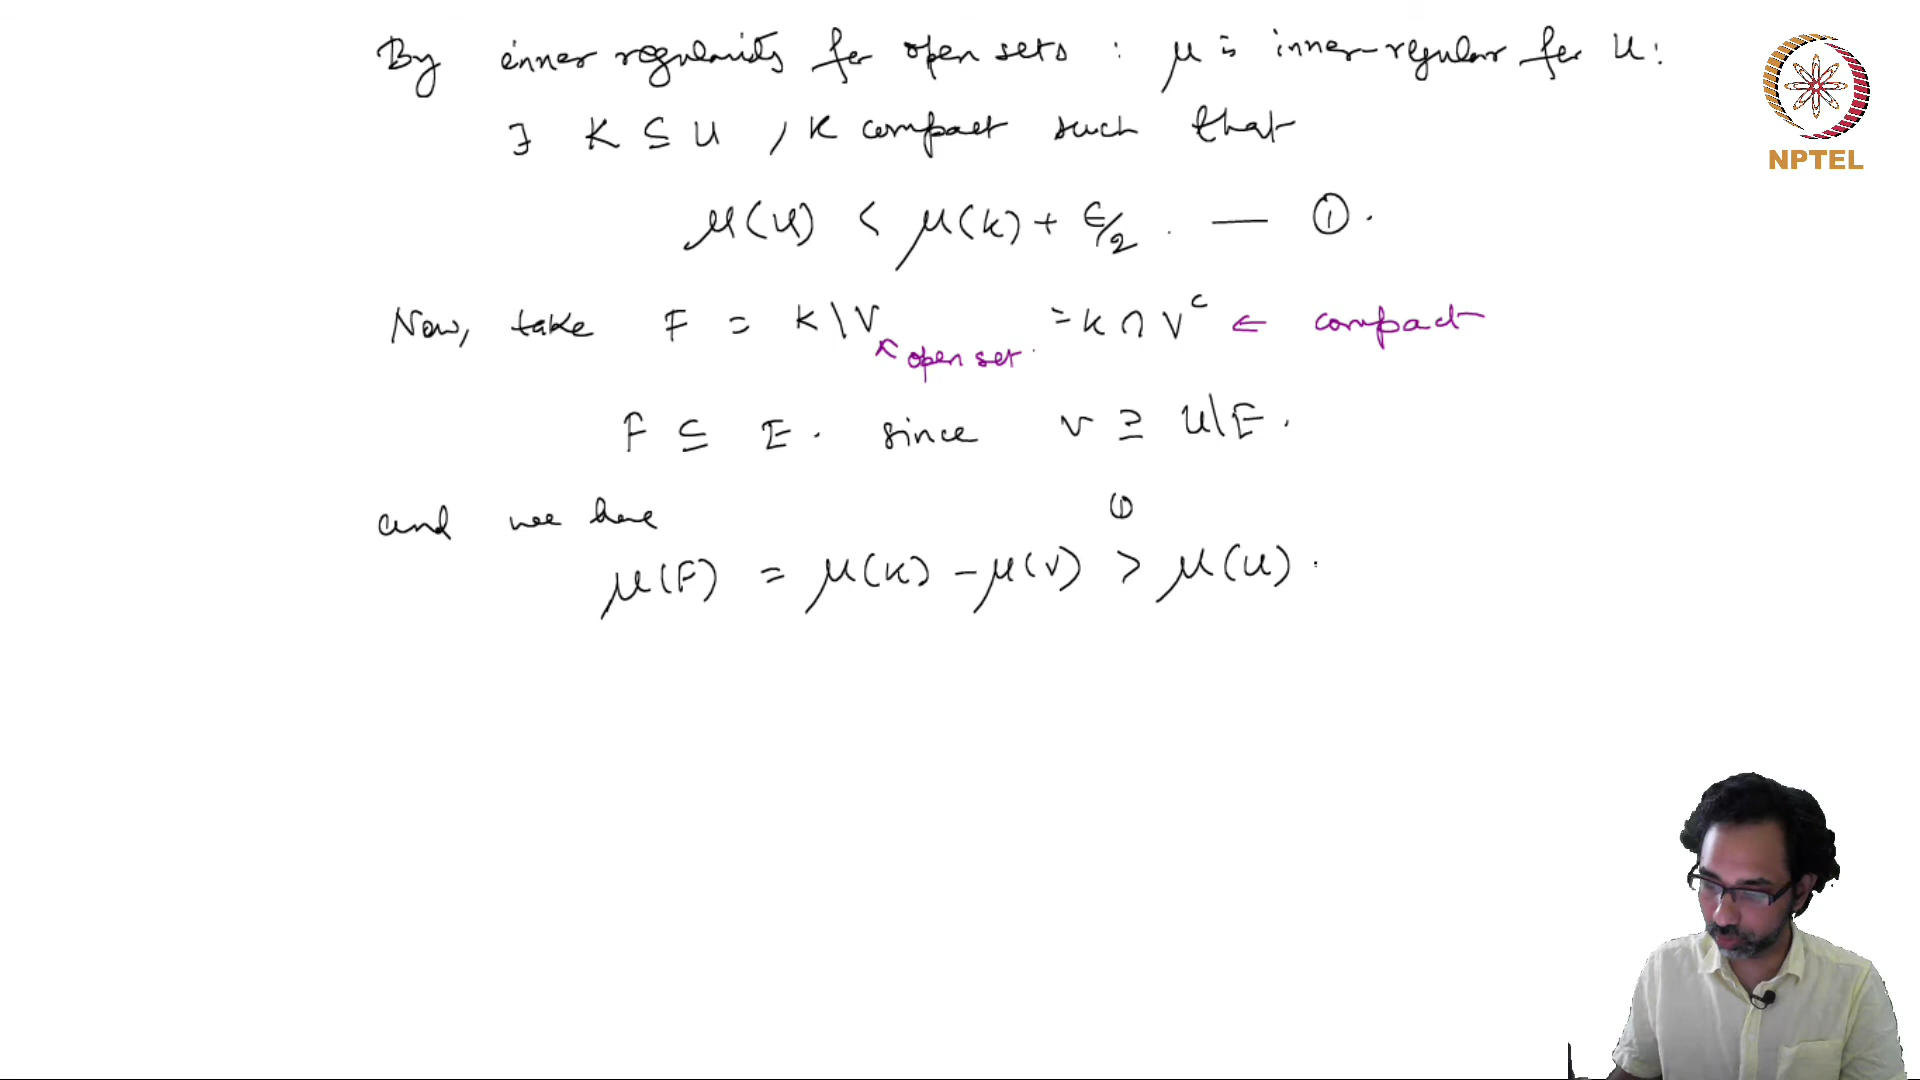 By inner regularity for open sets : μ is inner-regular for U :
∃ K ⊆ U , K compact such that
μ(U) < μ(K) + ε/2 . — ①.
Now, take F = K \ V = K ∩ Vᶜ ← compact
↖ open set .
F ⊆ E . since V ⊇ U\E .
and we have ①
μ(F) = μ(K) - μ(V) > μ(U) .
NPTEL